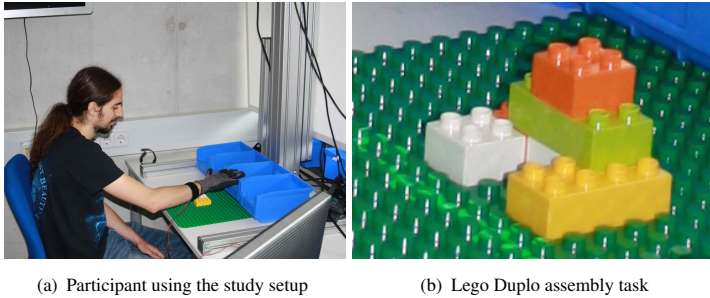 (a) Participant using the study setup
(b) Lego Duplo assembly task